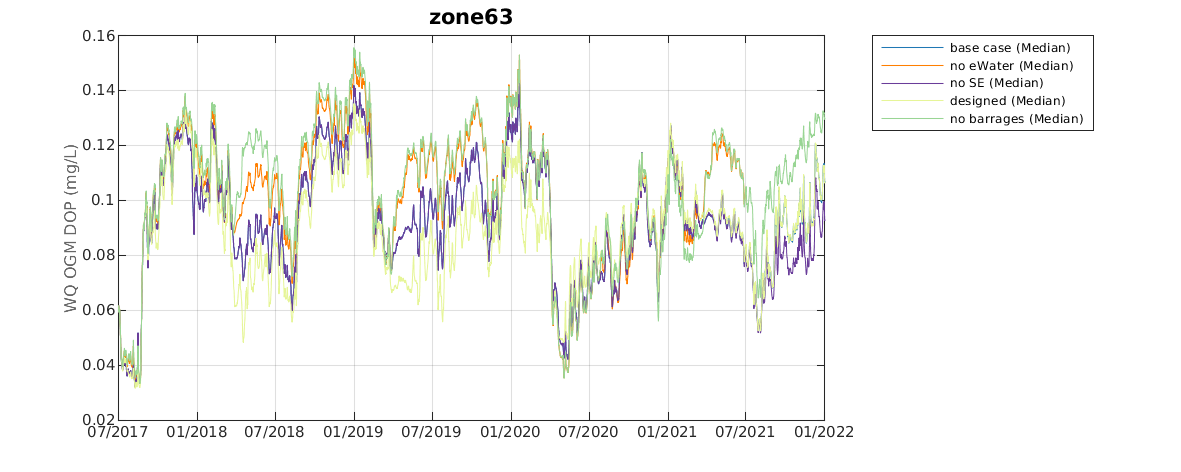 zone63
WQ OGM DOP (mg/L)
0.16
0.14
0.12
0.1
0.08
0.06
0.04
0.02
07/2017 01/2018 07/2018 01/2019 07/2019 01/2020 07/2020 01/2021 07/2021 01/2022
base case (Median)
no eWater (Median)
no SE (Median)
designed (Median)
no barrages (Median)